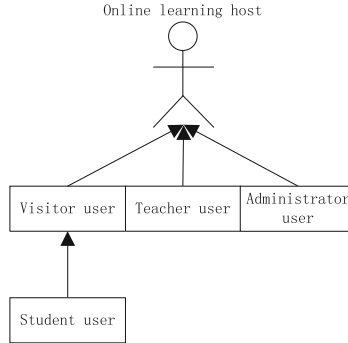 Online learning host
Visitor user
Teacher user
Administrator
user
Student user